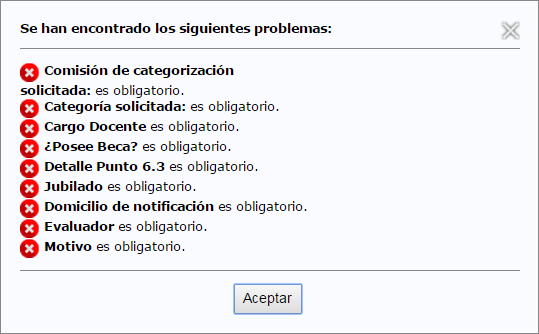 Se han encontrado los siguientes problemas:
Comisión de categorización
solicitada: es obligatorio.
Categoría solicitada: es obligatorio.
Cargo Docente es obligatorio.
¿Posee Beca? es obligatorio.
Detalle Punto 6.3 es obligatorio.
Jubilado es obligatorio.
Domicilio de notificación es obligatorio.
Evaluador es obligatorio.
Motivo es obligatorio.
Aceptar